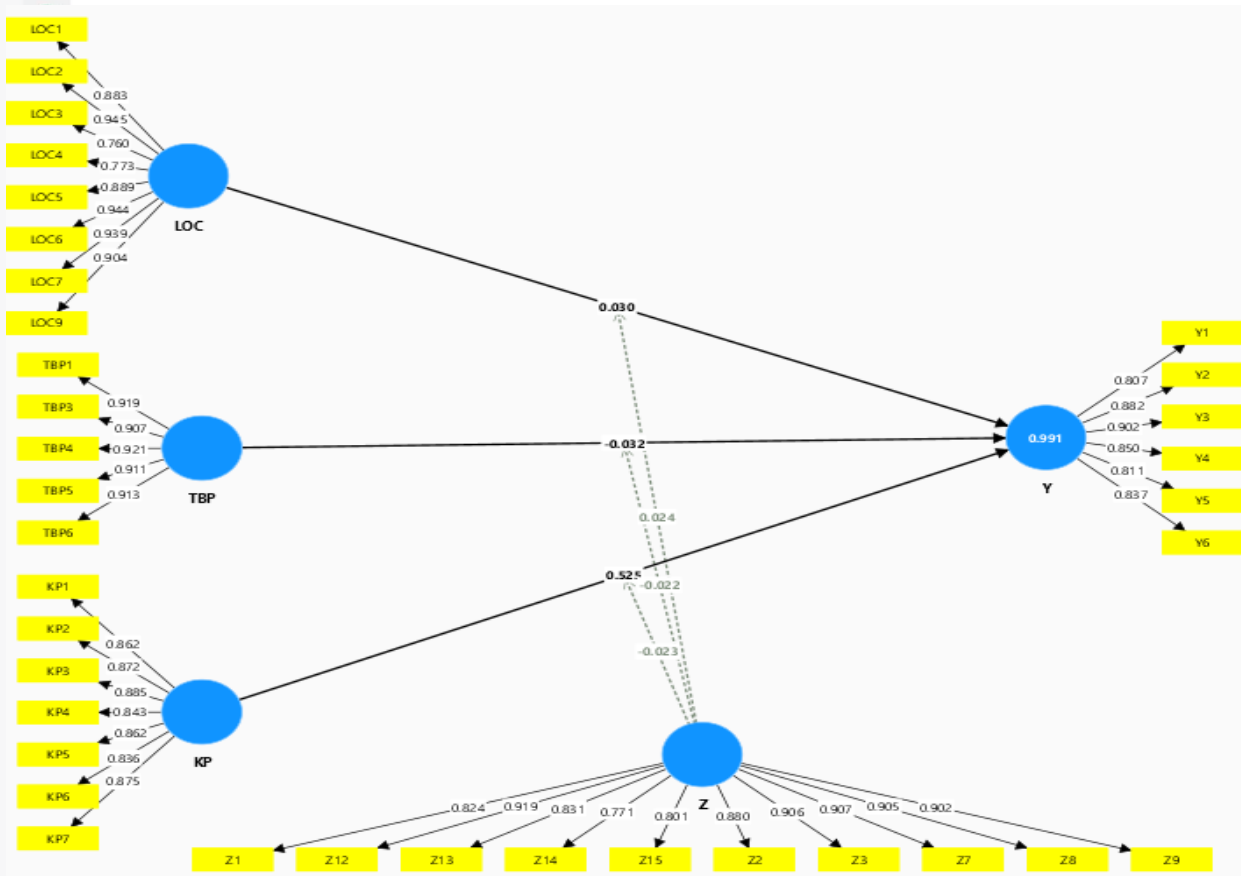 LOC1
LOC2
LOC3
LOC4
LOC5
LOC6
LOC7
LOC9
0.883
0.945
0.760
0.773
0.889
0.944
0.939
0.904
LOC
TBP1
TBP3
TBP4
TBP5
TBP6
0.919
0.907
0.921
0.911
0.913
TBP
KP1
KP2
KP3
KP4
KP5
KP6
KP7
0.862
0.872
0.885
0.843
0.862
0.836
0.875
KP
0.030
-0.032
0.525
0.024
-0.022
-0.023
0.991
Y
0.807
0.882
0.902
0.850
0.811
0.837
Y1
Y2
Y3
Y4
Y5
Y6
Z
0.824
0.919
0.831
0.771
0.801
0.880
0.906
0.907
0.905
0.902
Z1
Z12
Z13
Z14
Z15
Z2
Z3
Z7
Z8
Z9